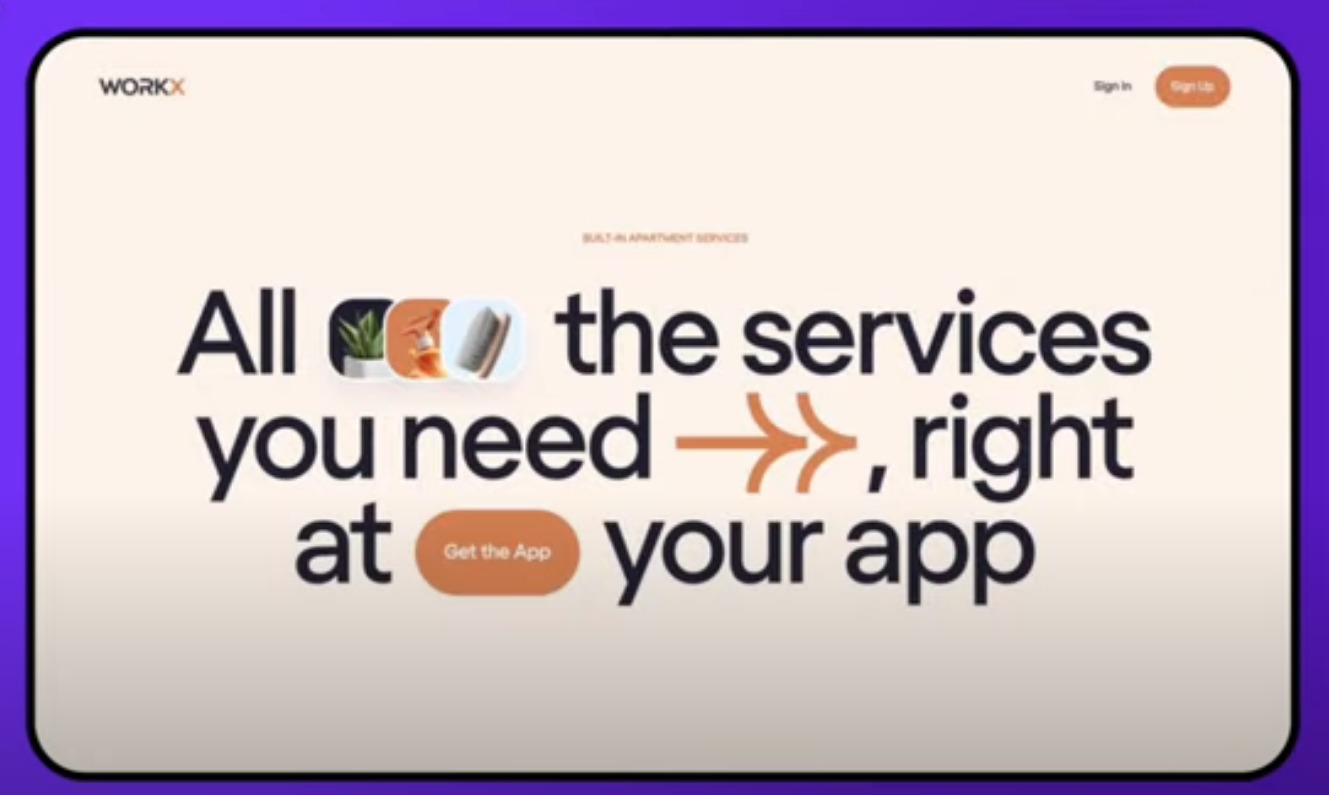 WORKX
Sign In
Sign Up
BUILT-IN APARTMENT SERVICES
All the services
you need , right
at Get the App your app